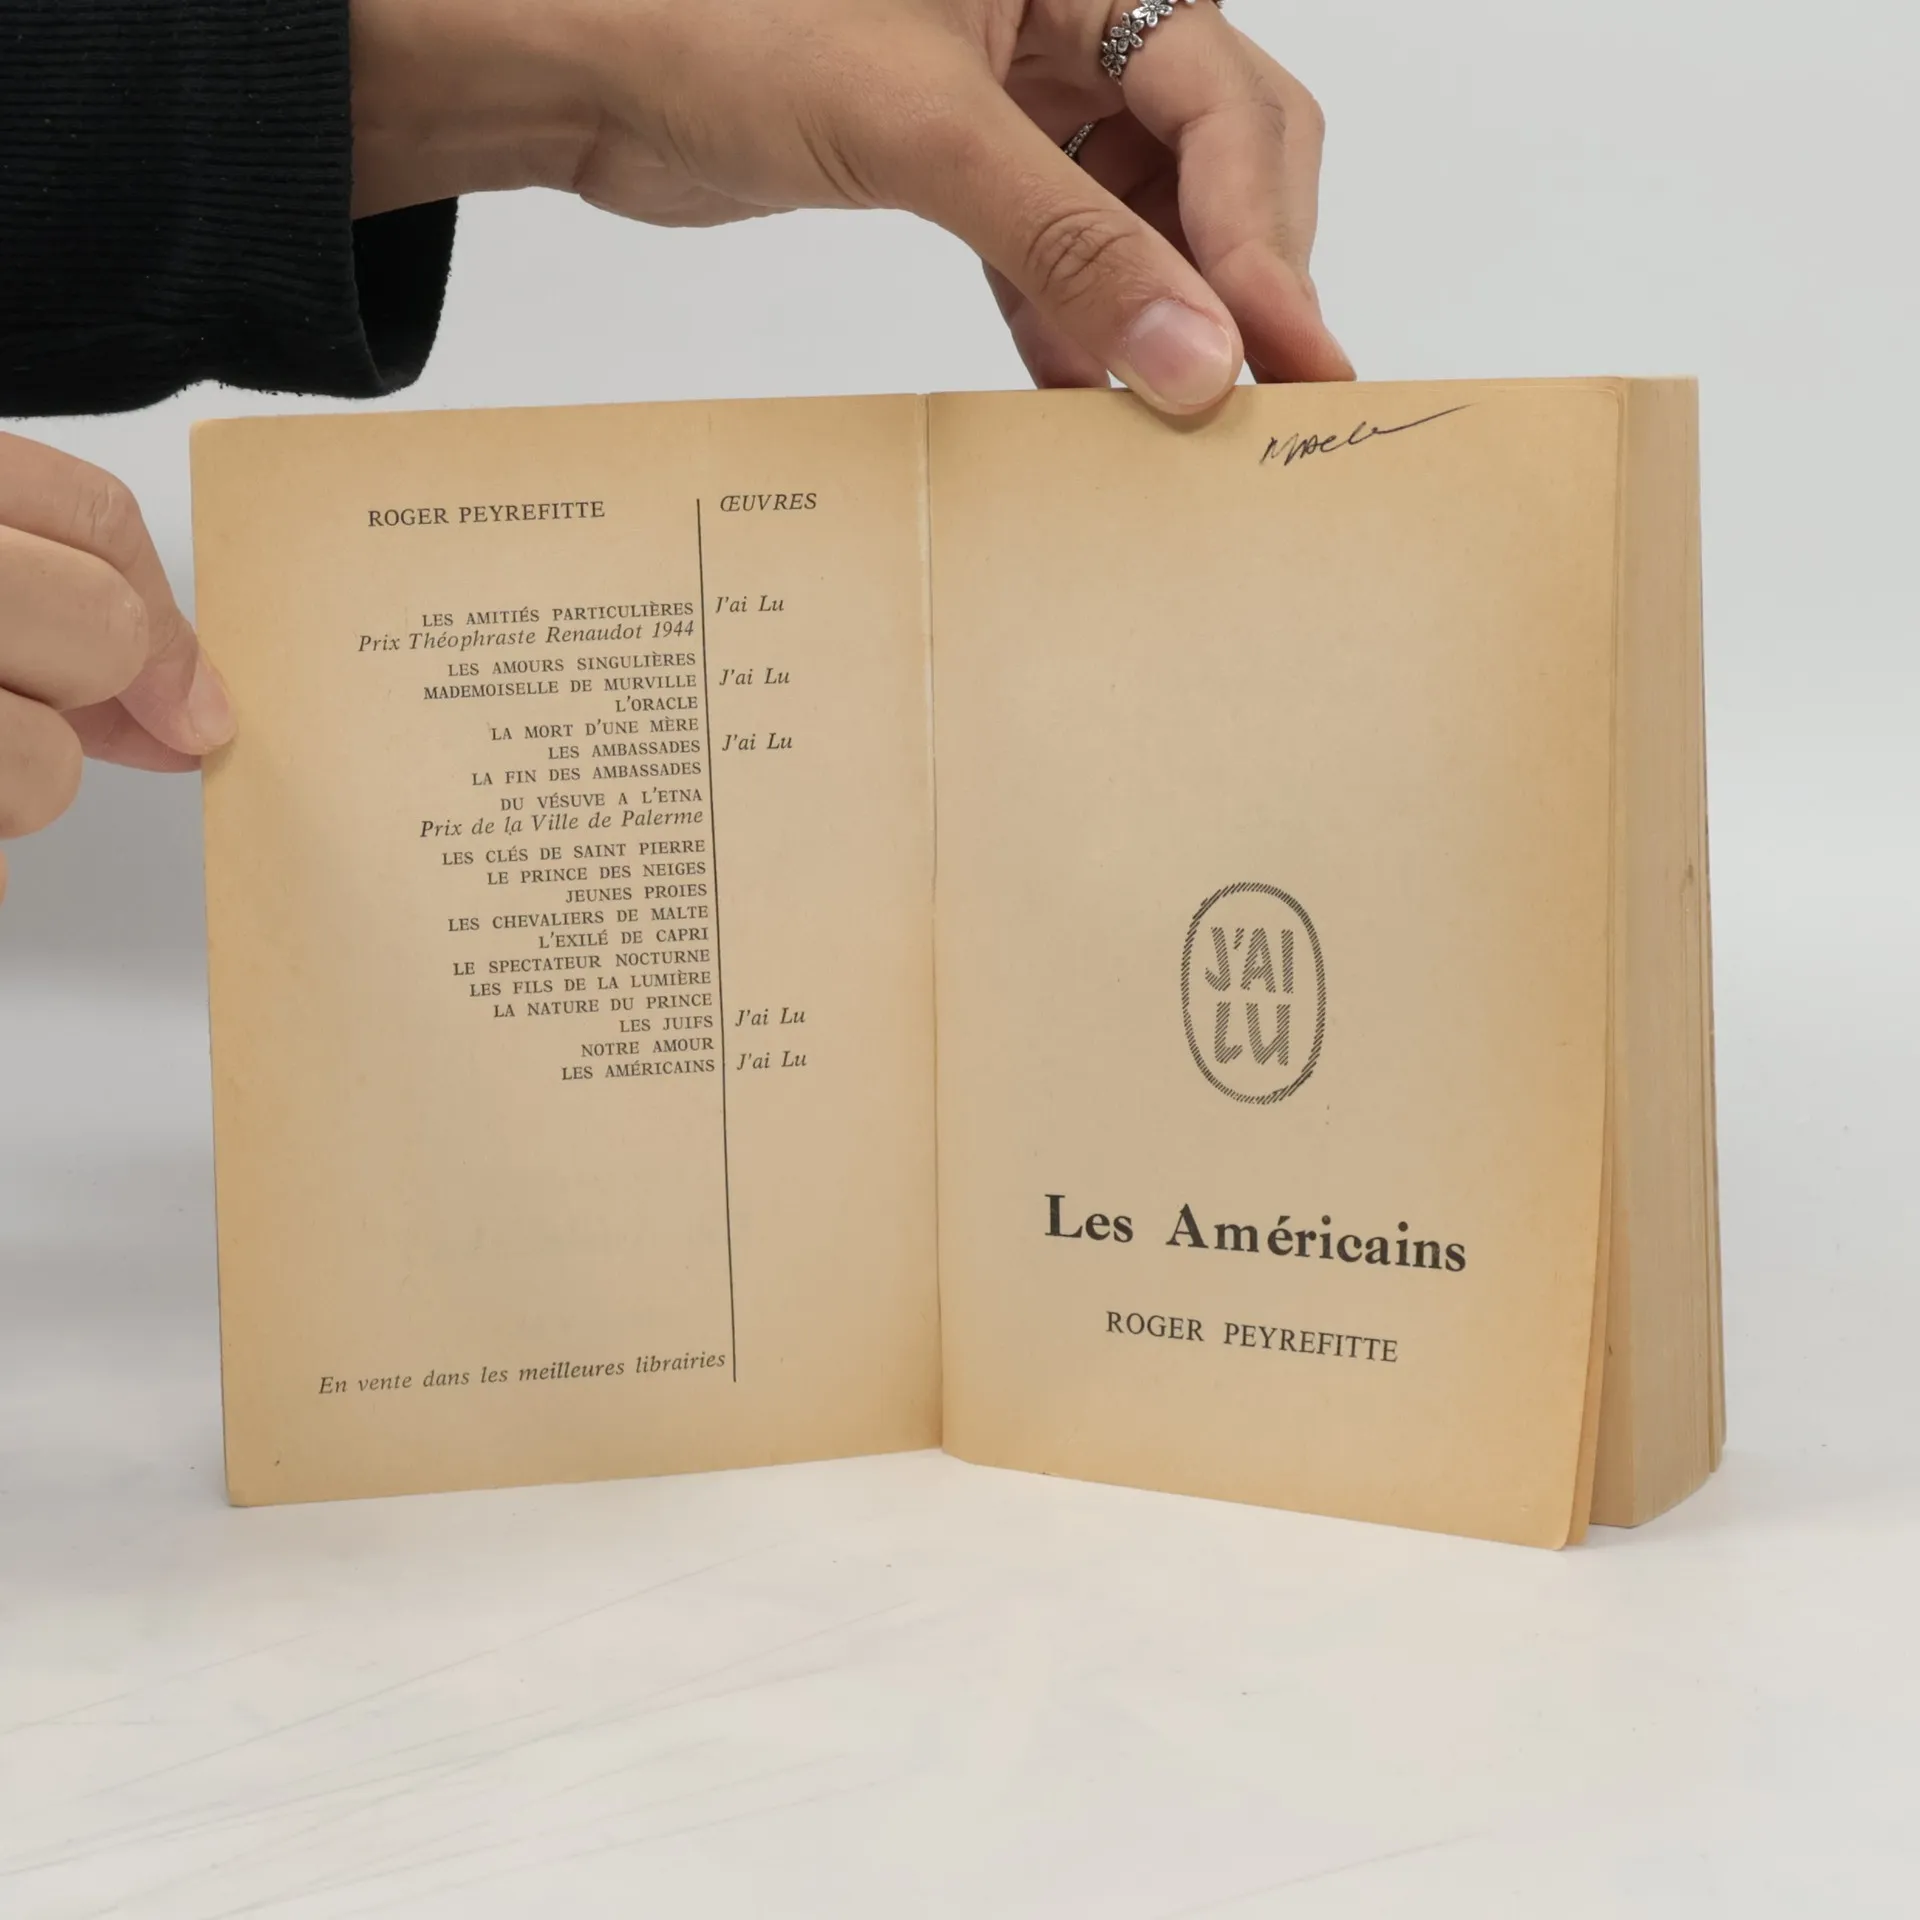 ROGER PEYREFITTE
ŒUVRES
LES AMITIÉS PARTICULIÈRES J'ai Lu
Prix Théophraste Renaudot 1944
LES AMOURS SINGULIÈRES
MADEMOISELLE DE MURVILLE J'ai Lu
L'ORACLE
LA MORT D'UNE MÈRE
LES AMBASSADES J'ai Lu
LA FIN DES AMBASSADES
DU VÉSUVE A L'ETNA
Prix de la Ville de Palerme
LES CLÉS DE SAINT PIERRE
LE PRINCE DES NEIGES
JEUNES PROIES
LES CHEVALIERS DE MALTE
L'EXILÉ DE CAPRI
LE SPECTATEUR NOCTURNE
LES FILS DE LA LUMIÈRE
LA NATURE DU PRINCE
LES JUIFS J'ai Lu
NOTRE AMOUR
LES AMÉRICAINS J'ai Lu
En vente dans les meilleures librairies
J'AI
LU
Les Américains
ROGER PEYREFITTE